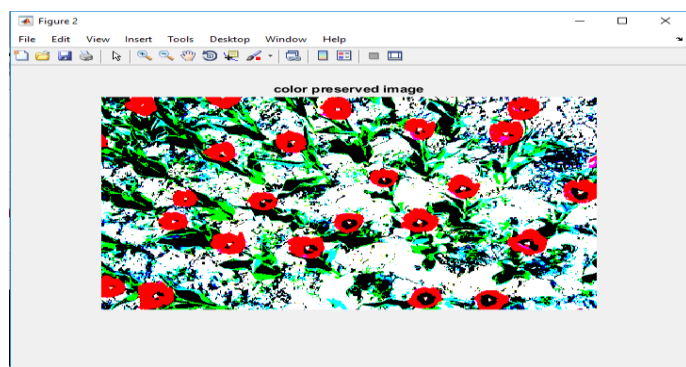 Figure 2
File Edit View Insert Tools Desktop Window Help
color preserved image